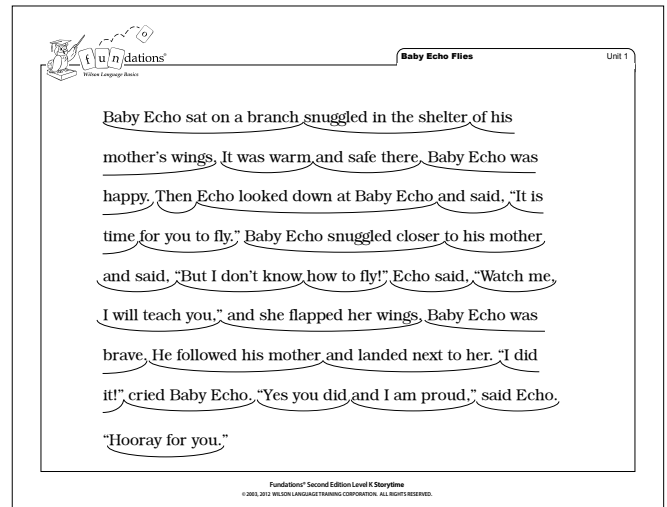 fundations®
Wilson Language Basics
Baby Echo Flies
Unit 1
Baby Echo sat on a branch snuggled in the shelter of his
mother's wings. It was warm and safe there. Baby Echo was
happy. Then Echo looked down at Baby Echo and said, "It is
time for you to fly." Baby Echo snuggled closer to his mother
and said, "But I don't know how to fly!" Echo said, "Watch me,
I will teach you," and she flapped her wings. Baby Echo was
brave. He followed his mother and landed next to her. "I did
it!" cried Baby Echo. "Yes you did and I am proud," said Echo.
"Hooray for you."
Fundations® Second Edition Level K Storytime
© 2003, 2012 WILSON LANGUAGE TRAINING CORPORATION. ALL RIGHTS RESERVED.